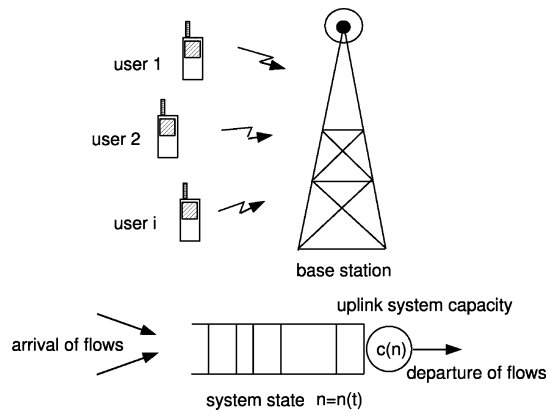 user 1
user 2
user i
base station
uplink system capacity
arrival of flows
c(n)
departure of flows
system state n=n(t)